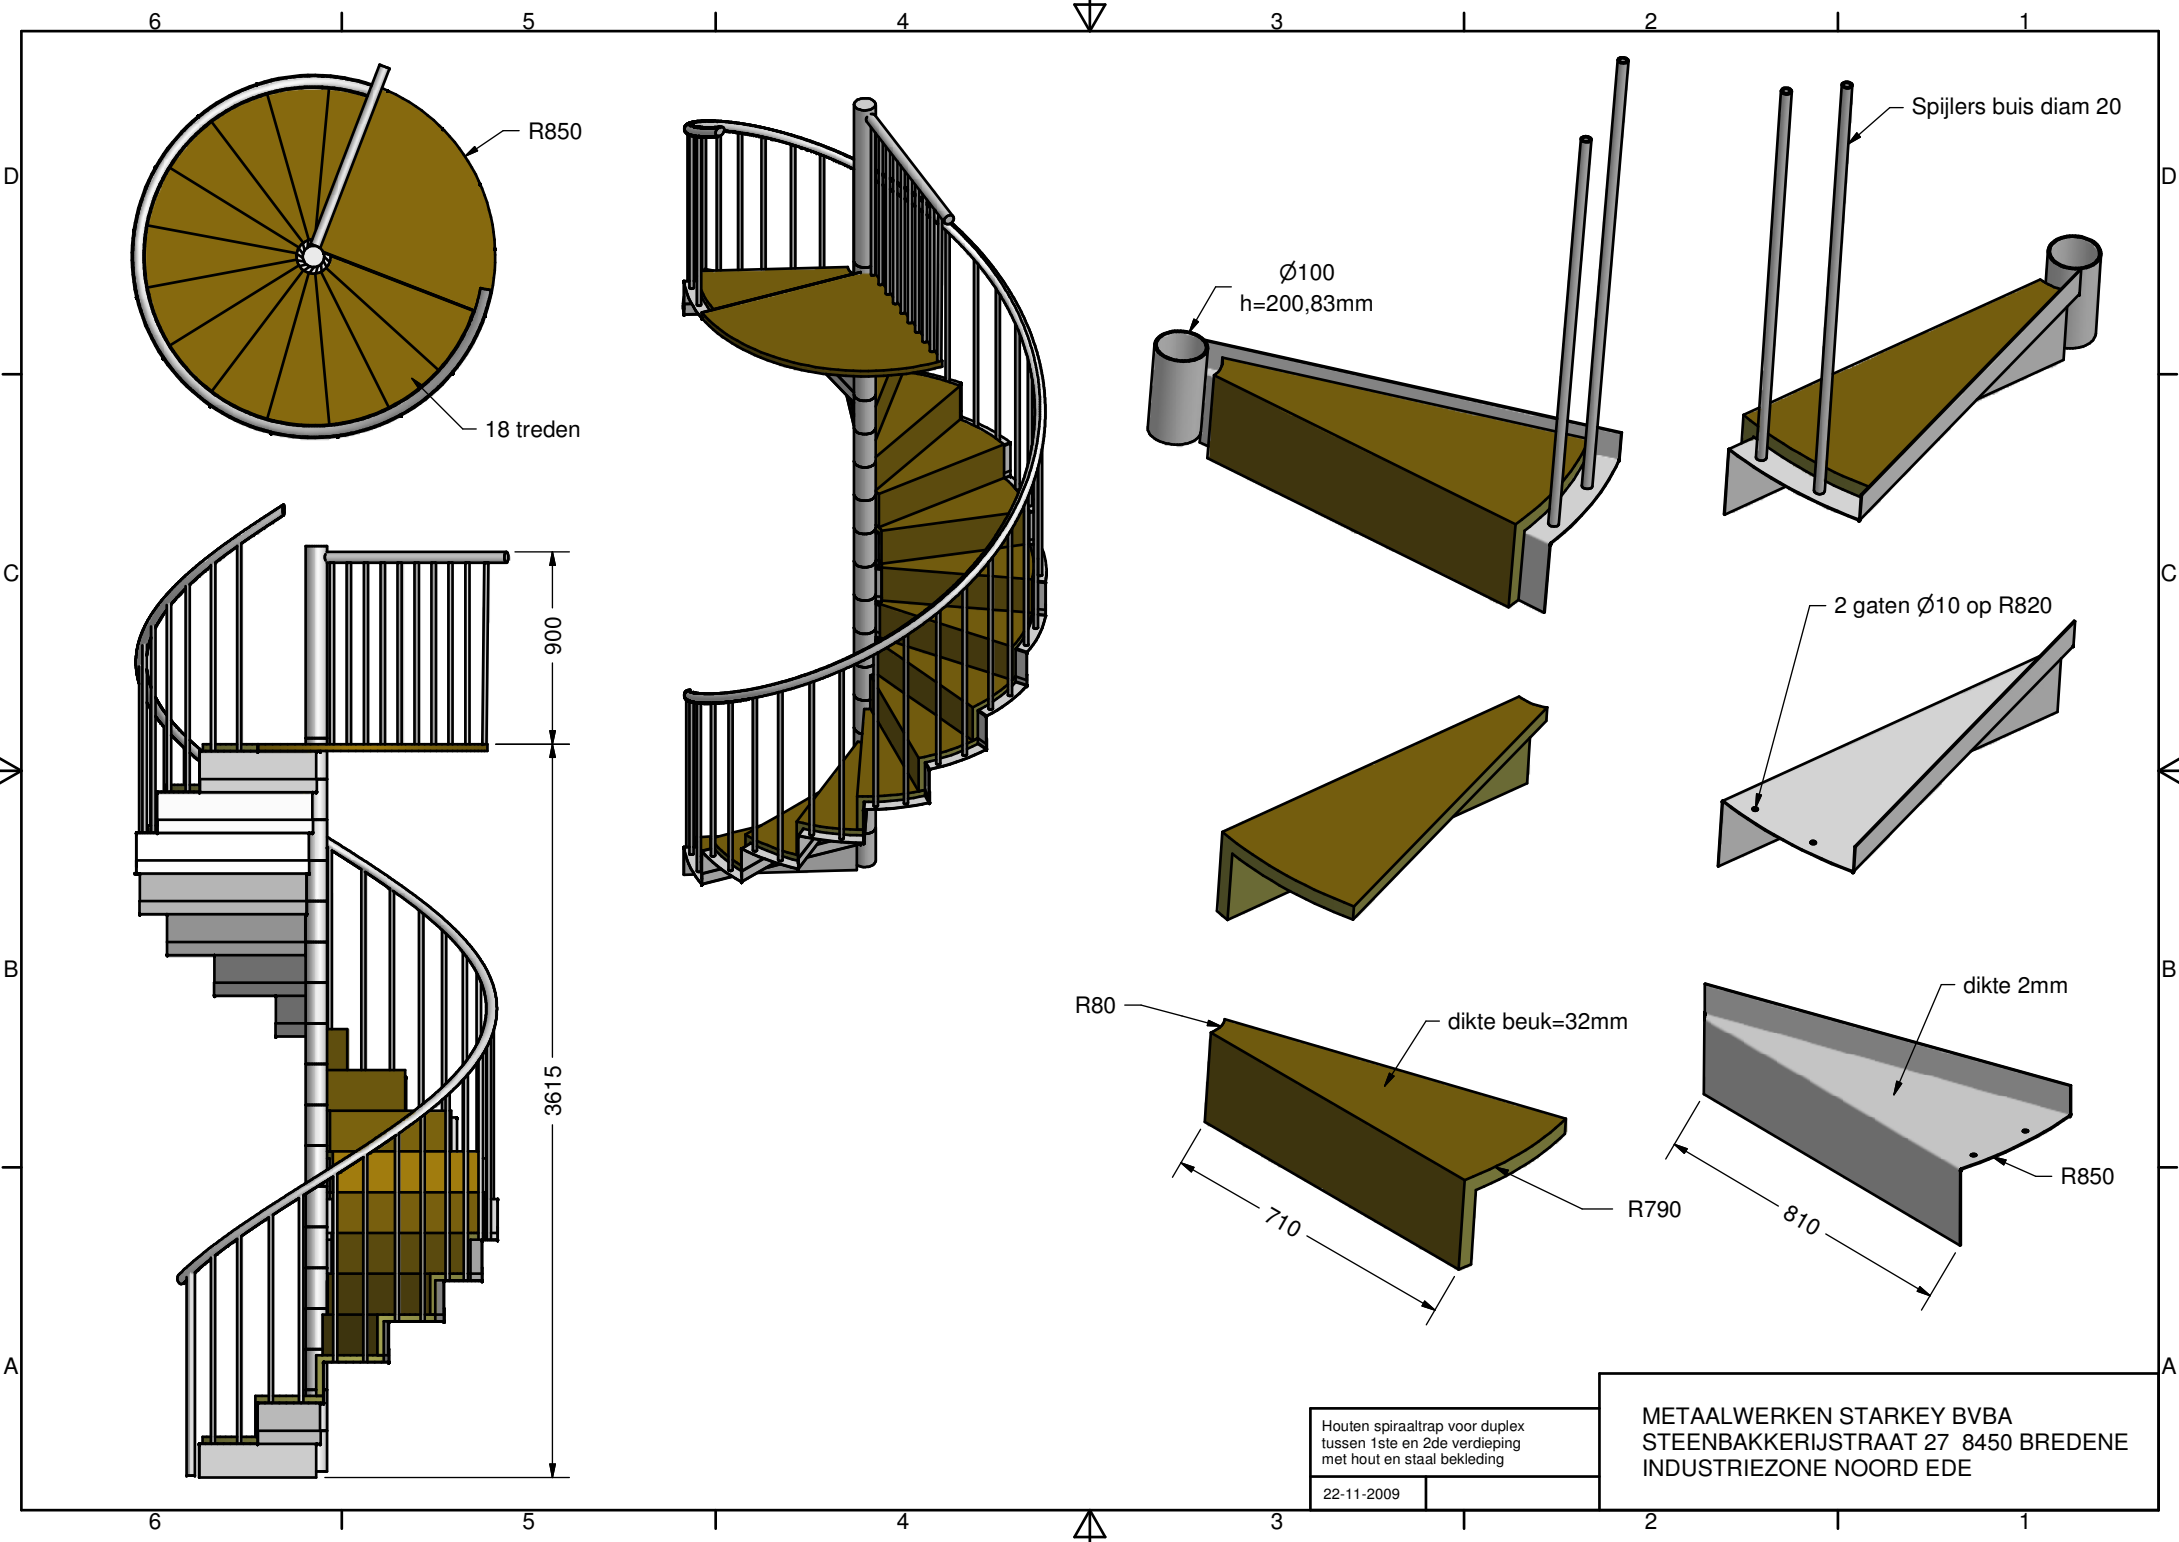 6 5 4 3 2 1
D D
C C
B B
A A
R850
18 treden
900
3615
Ø100
h=200,83mm
Spijlers buis diam 20
2 gaten Ø10 op R820
R80
dikte beuk=32mm
R790
710
dikte 2mm
R850
810
Houten spiraaltrap voor duplex
tussen 1ste en 2de verdieping
met hout en staal bekleding
22-11-2009
METAALWERKEN STARKEY BVBA
STEENBAKKERIJSTRAAT 27 8450 BREDENE
INDUSTRIEZONE NOORD EDE
6 5 4 3 2 1